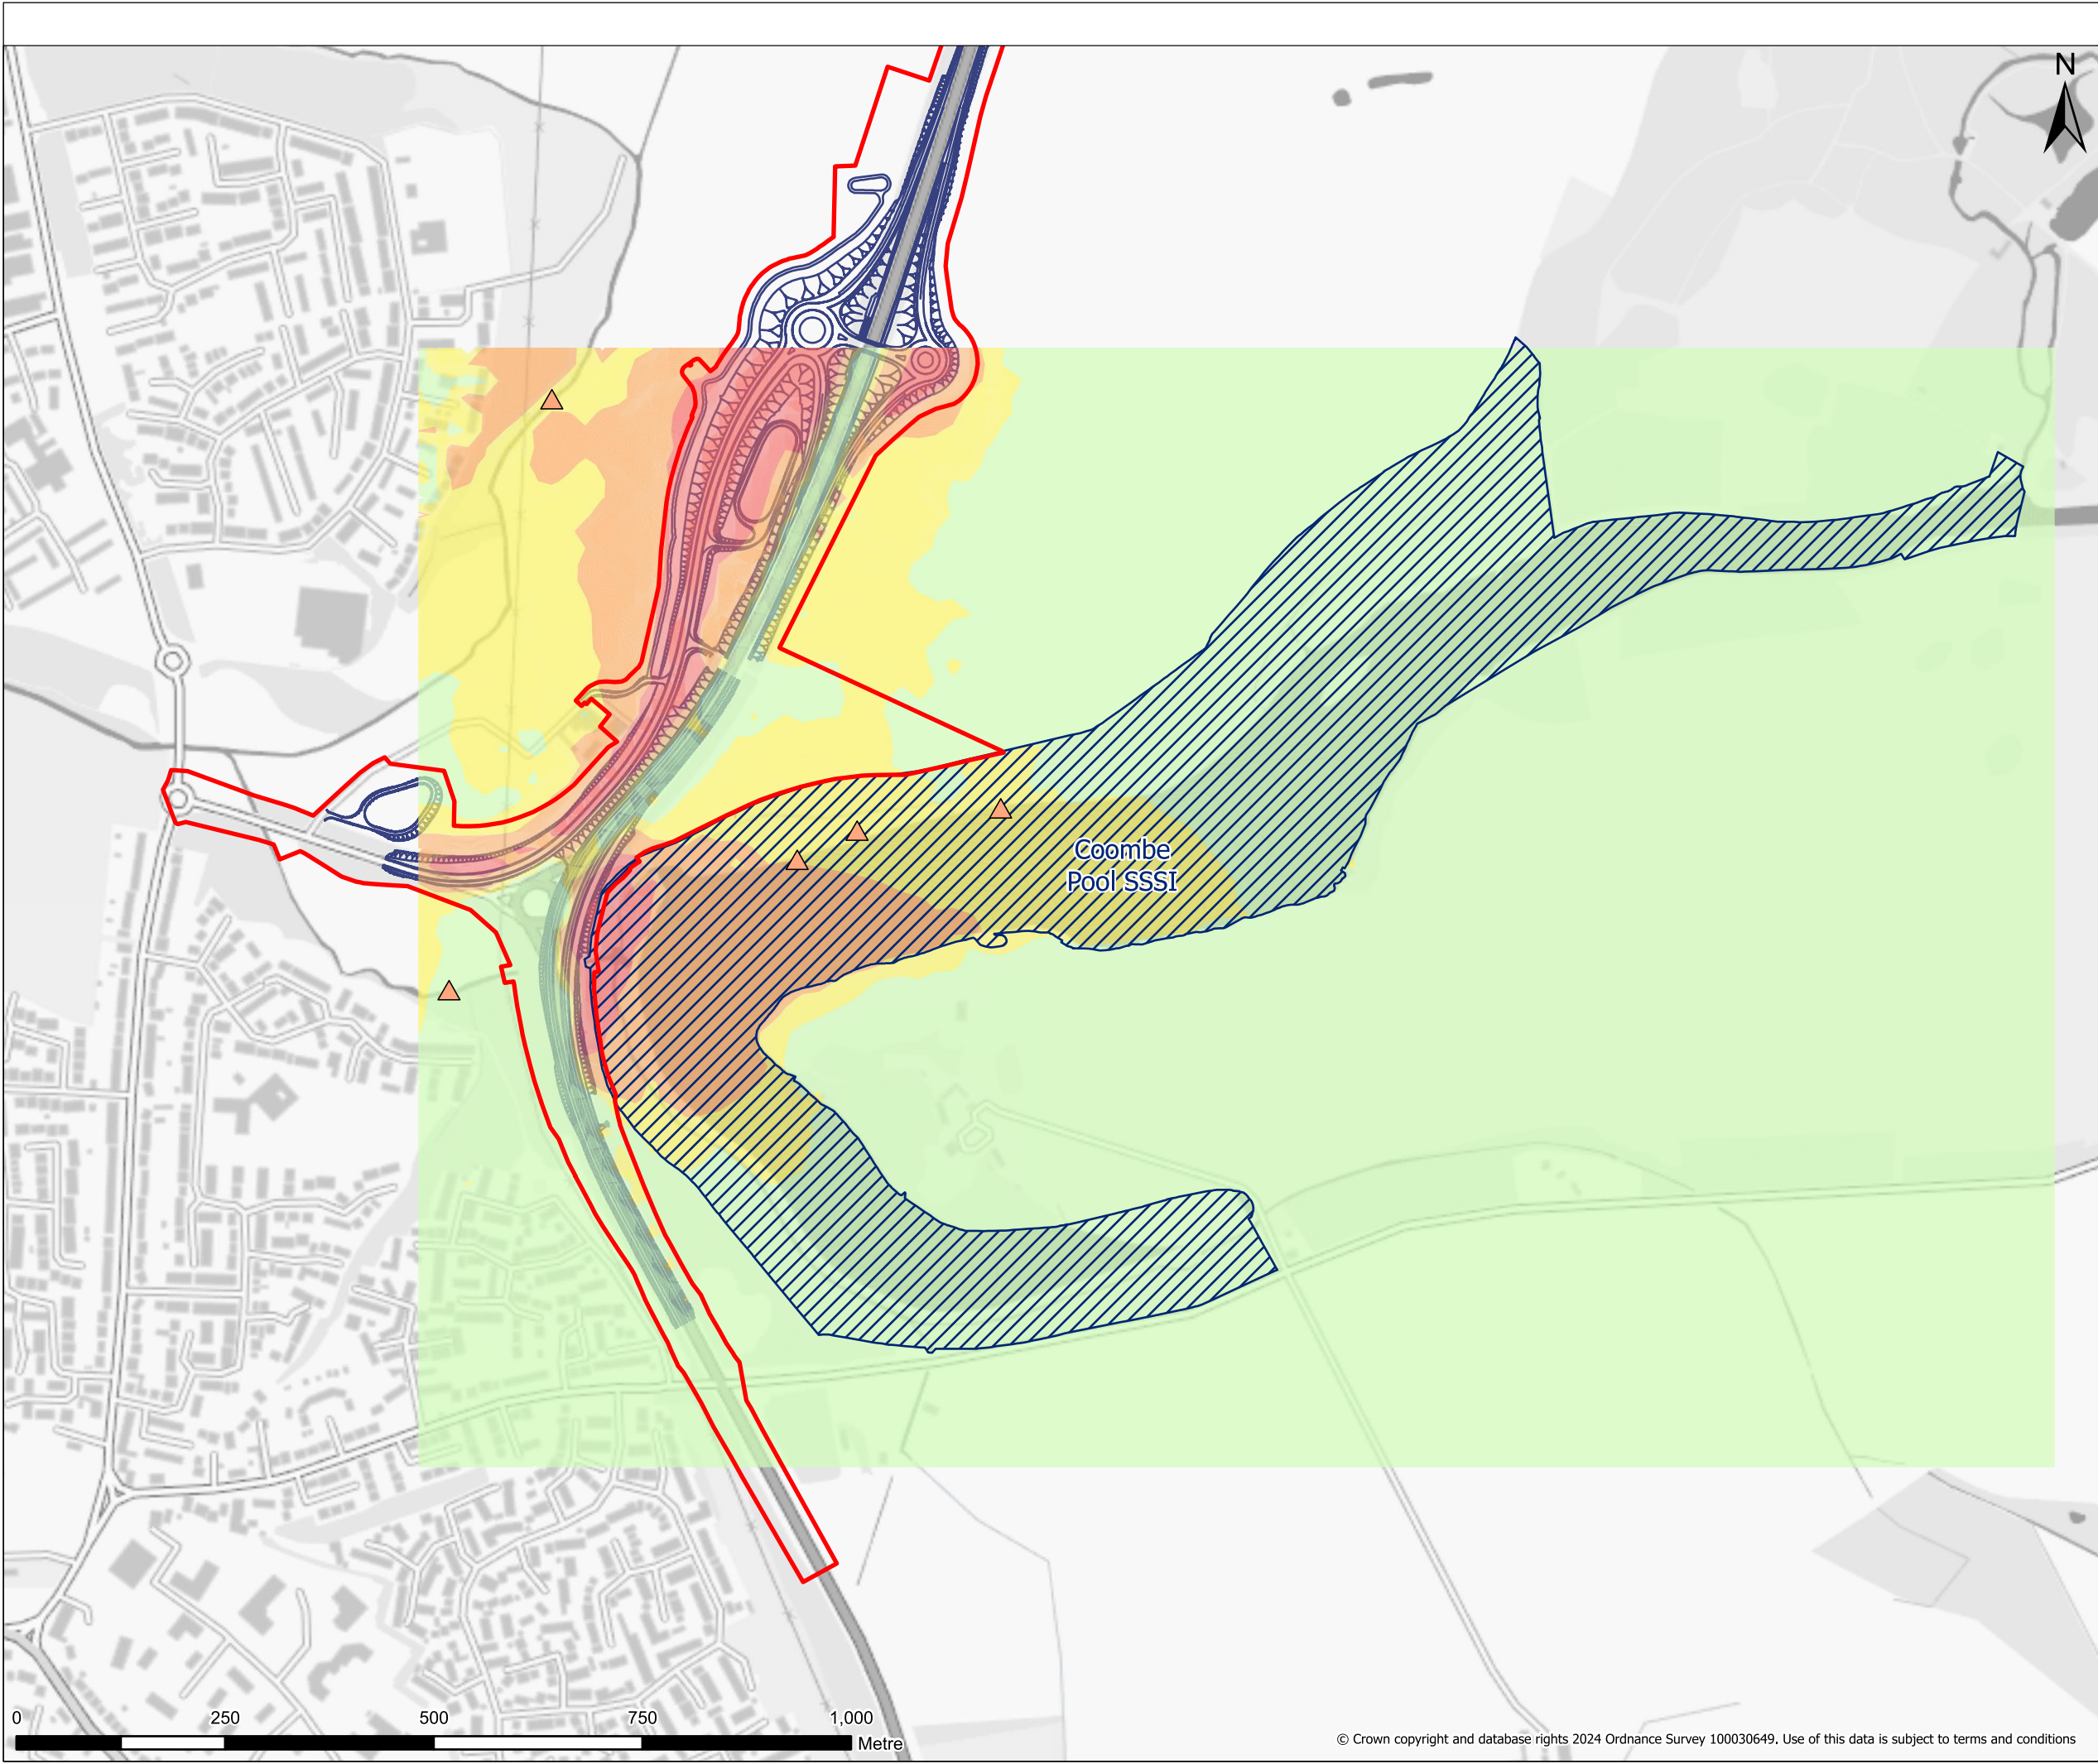 N
Coombe
Pool SSSI
0 250 500 750 1,000
Metre
© Crown copyright and database rights 2024 Ordnance Survey 100030649. Use of this data is subject to terms and conditions